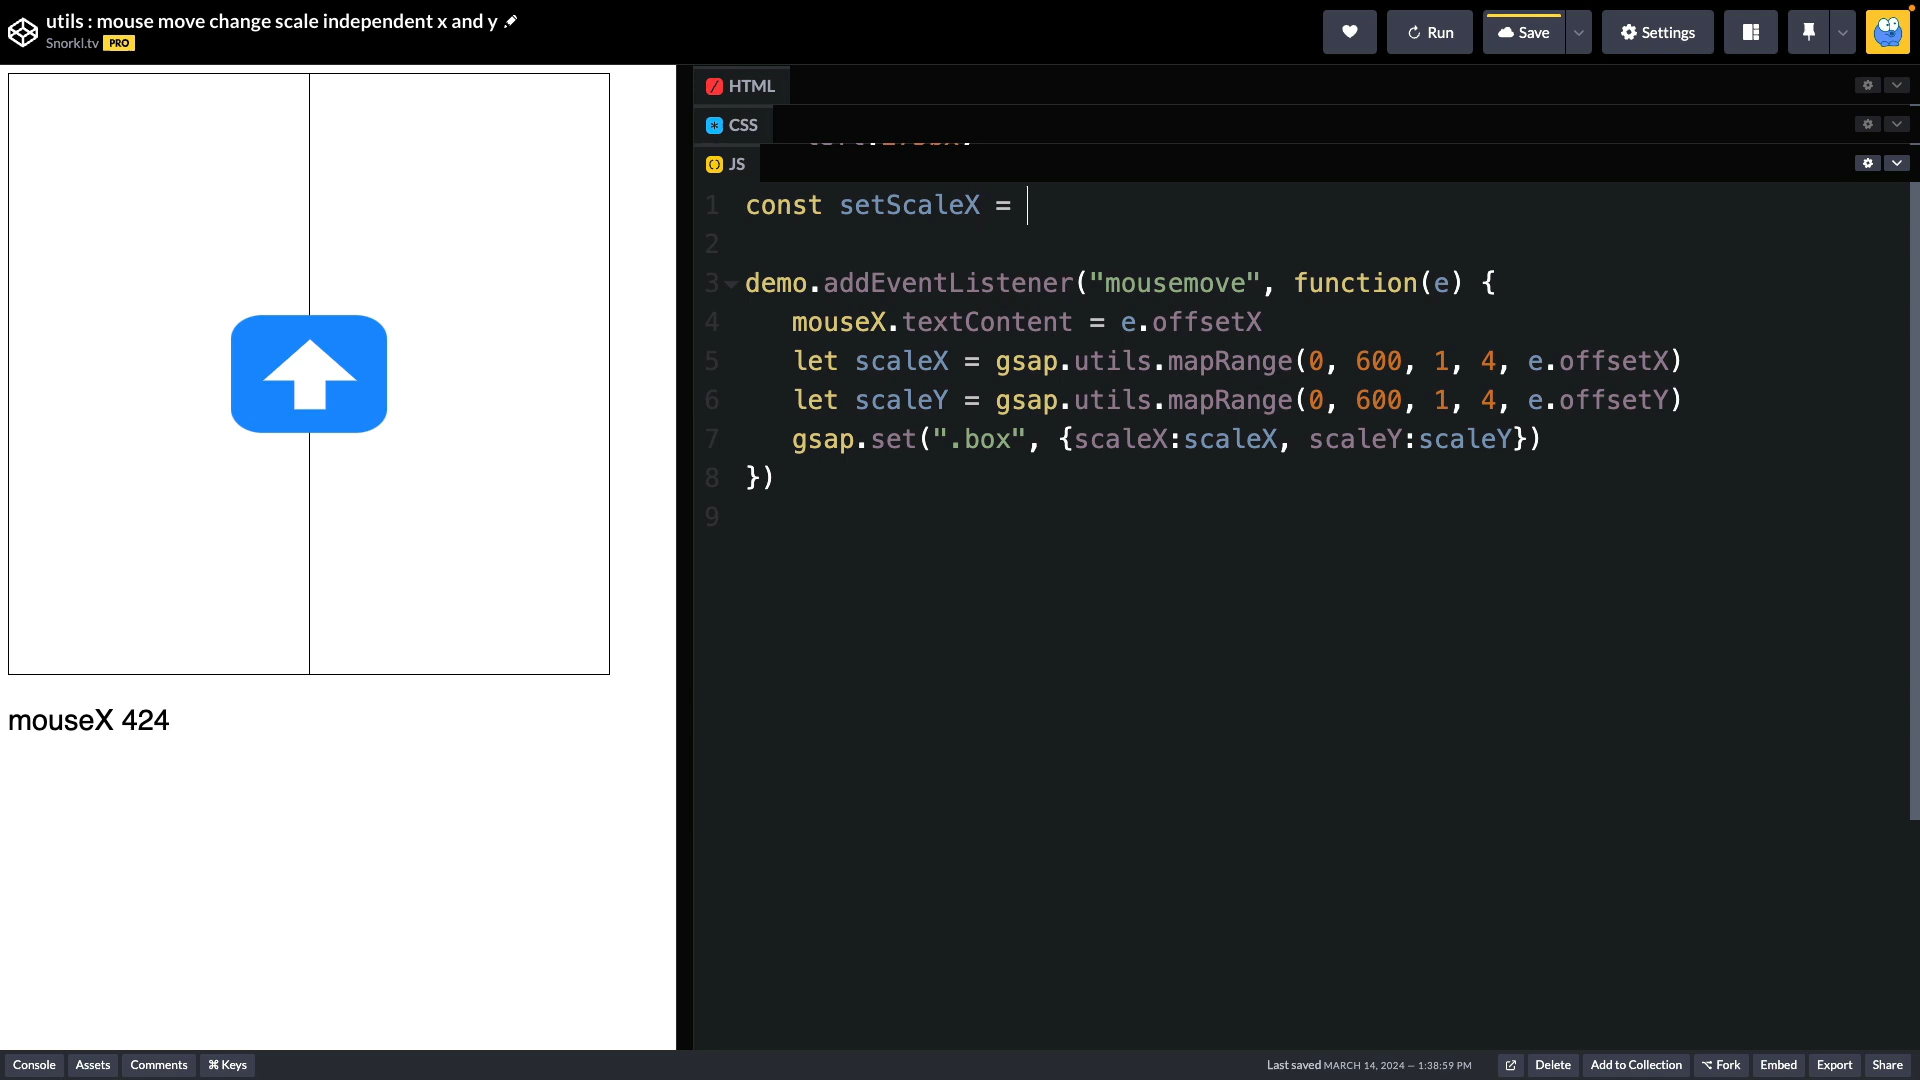 utils : mouse move change scale independent x and y
Snorkl.tv PRO
Run
Save
Settings
HTML
CSS
JS
1 const setScaleX =
2
3 demo.addEventListener("mousemove", function(e) {
4 mouseX.textContent = e.offsetX
5 let scaleX = gsap.utils.mapRange(0, 600, 1, 4, e.offsetX)
6 let scaleY = gsap.utils.mapRange(0, 600, 1, 4, e.offsetY)
7 gsap.set(".box", {scaleX:scaleX, scaleY:scaleY})
8 })
9
mouseX 424
Console Assets Comments ⌘ Keys Last saved MARCH 14, 2024 — 1:38:59 PM Delete Add to Collection ⌥ Fork Embed Export Share